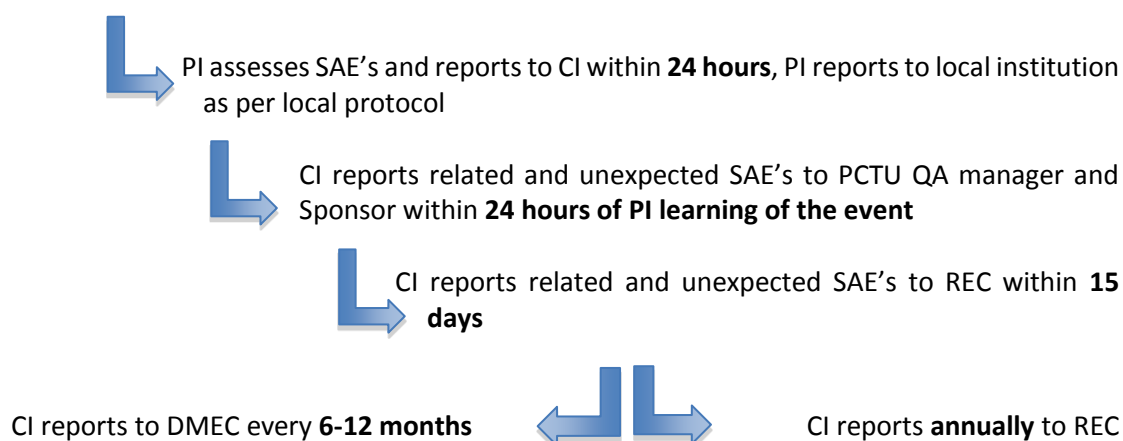 PI assesses SAE's and reports to CI within 24 hours, PI reports to local institution
as per local protocol
CI reports related and unexpected SAE's to PCTU QA manager and
Sponsor within 24 hours of PI learning of the event
CI reports related and unexpected SAE's to REC within 15
days
CI reports to DMEC every 6-12 months
CI reports annually to REC